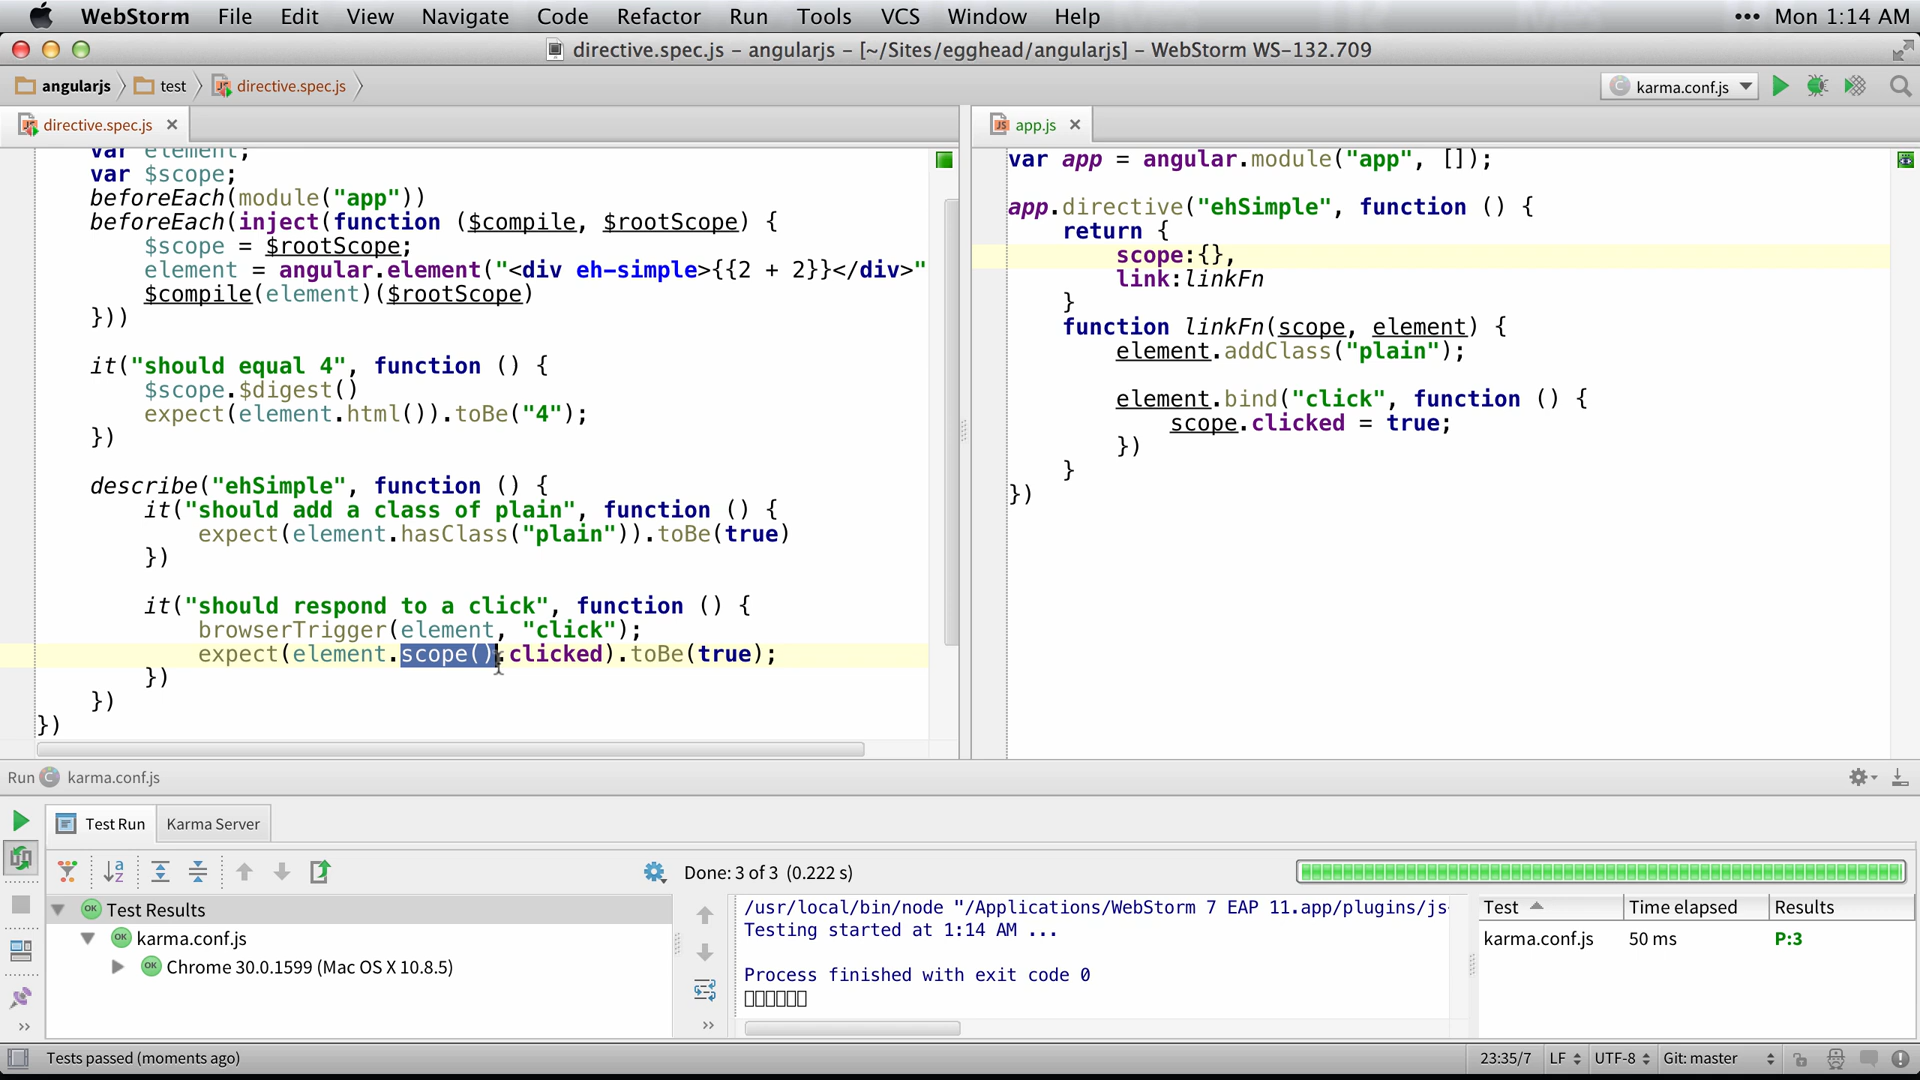 WebStorm File Edit View Navigate Code Refactor Run Tools VCS Window Help ••• Mon 1:14 AM
directive.spec.js – angularjs – [~/Sites/egghead/angularjs] – WebStorm WS-132.709
angularjs test directive.spec.js karma.conf.js
directive.spec.js
var element;
var $scope;
beforeEach(module("app"))
beforeEach(inject(function ($compile, $rootScope) {
$scope = $rootScope;
element = angular.element("<div eh-simple>{{2 + 2}}</div>"
$compile(element)($rootScope)
}))
it("should equal 4", function () {
$scope.$digest()
expect(element.html()).toBe("4");
})
describe("ehSimple", function () {
it("should add a class of plain", function () {
expect(element.hasClass("plain")).toBe(true)
})
it("should respond to a click", function () {
browserTrigger(element, "click");
expect(element.scope().clicked).toBe(true);
})
})
})
app.js
var app = angular.module("app", []);
app.directive("ehSimple", function () {
return {
scope:{},
link:linkFn
}
function linkFn(scope, element) {
element.addClass("plain");
element.bind("click", function () {
scope.clicked = true;
})
}
})
Run karma.conf.js
Test Run Karma Server
Done: 3 of 3 (0.222 s)
Test Results
karma.conf.js
Chrome 30.0.1599 (Mac OS X 10.8.5)
/usr/local/bin/node "/Applications/WebStorm 7 EAP 11.app/plugins/js-
Testing started at 1:14 AM ...
Process finished with exit code 0
Test Time elapsed Results
karma.conf.js 50 ms P:3
Tests passed (moments ago) 23:35/7 LF UTF-8 Git: master